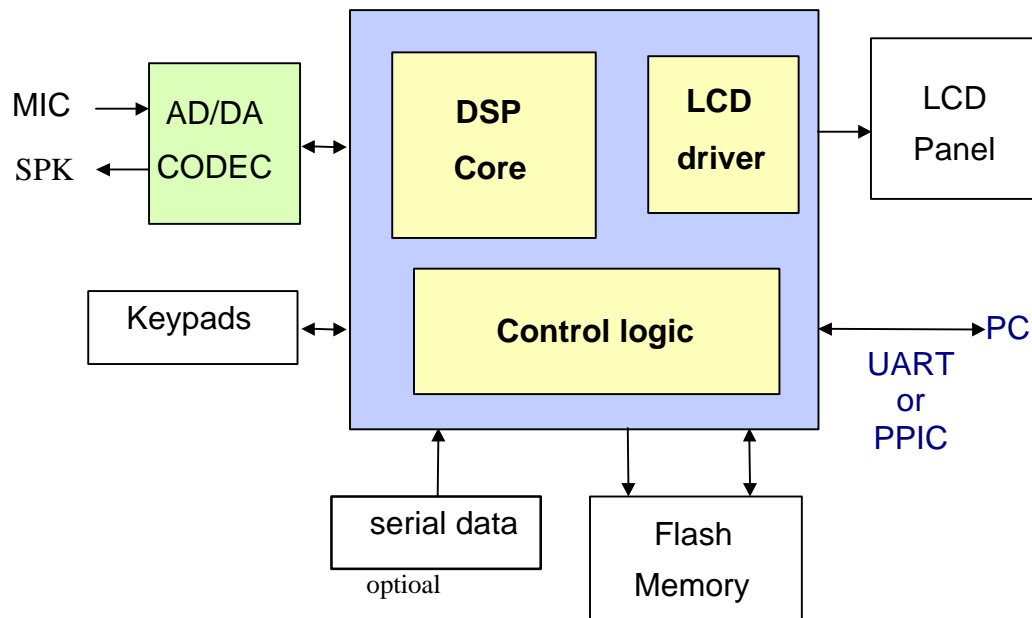 MIC
SPK
AD/DA
CODEC
DSP
Core
LCD
driver
LCD
Panel
Keypads
Control logic
PC
UART
or
PPIC
serial data
optioal
Flash
Memory